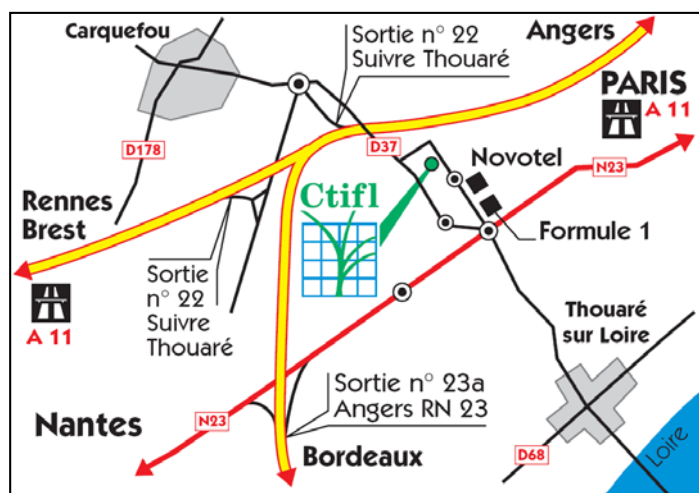 Carquefou
Sortie n° 22
Suivre Thouaré
Angers
PARIS
A 11
D178
D37
Novotel
N23
Rennes
Brest
Ctifl
Formule 1
Sortie
n° 22
Suivre
Thouaré
A 11
Thouaré
sur Loire
Sortie n° 23a
Angers RN 23
Nantes
N23
Bordeaux
D68
Loire